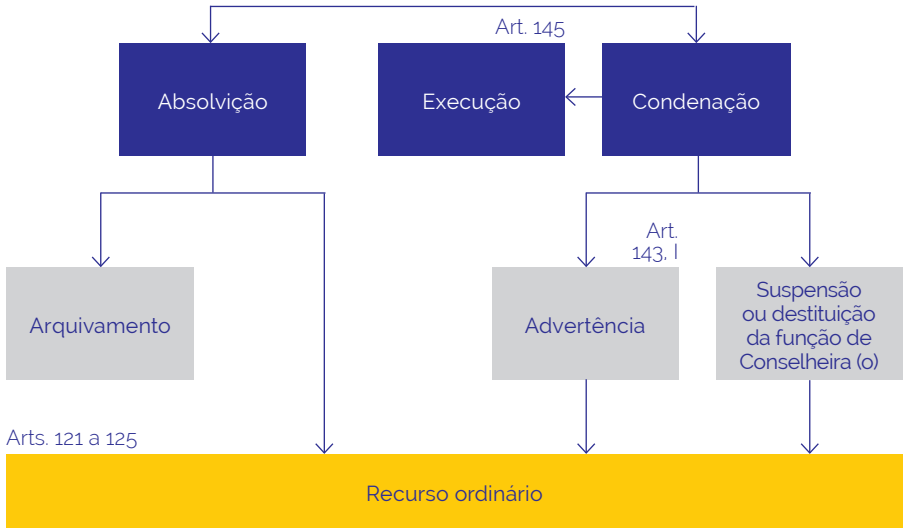 Art. 145
Absolvição
Execução
Condenação
Art.
143, I
Arquivamento
Advertência
Suspensão
ou destituição
da função de
Conselheira (o)
Arts. 121 a 125
Recurso ordinário